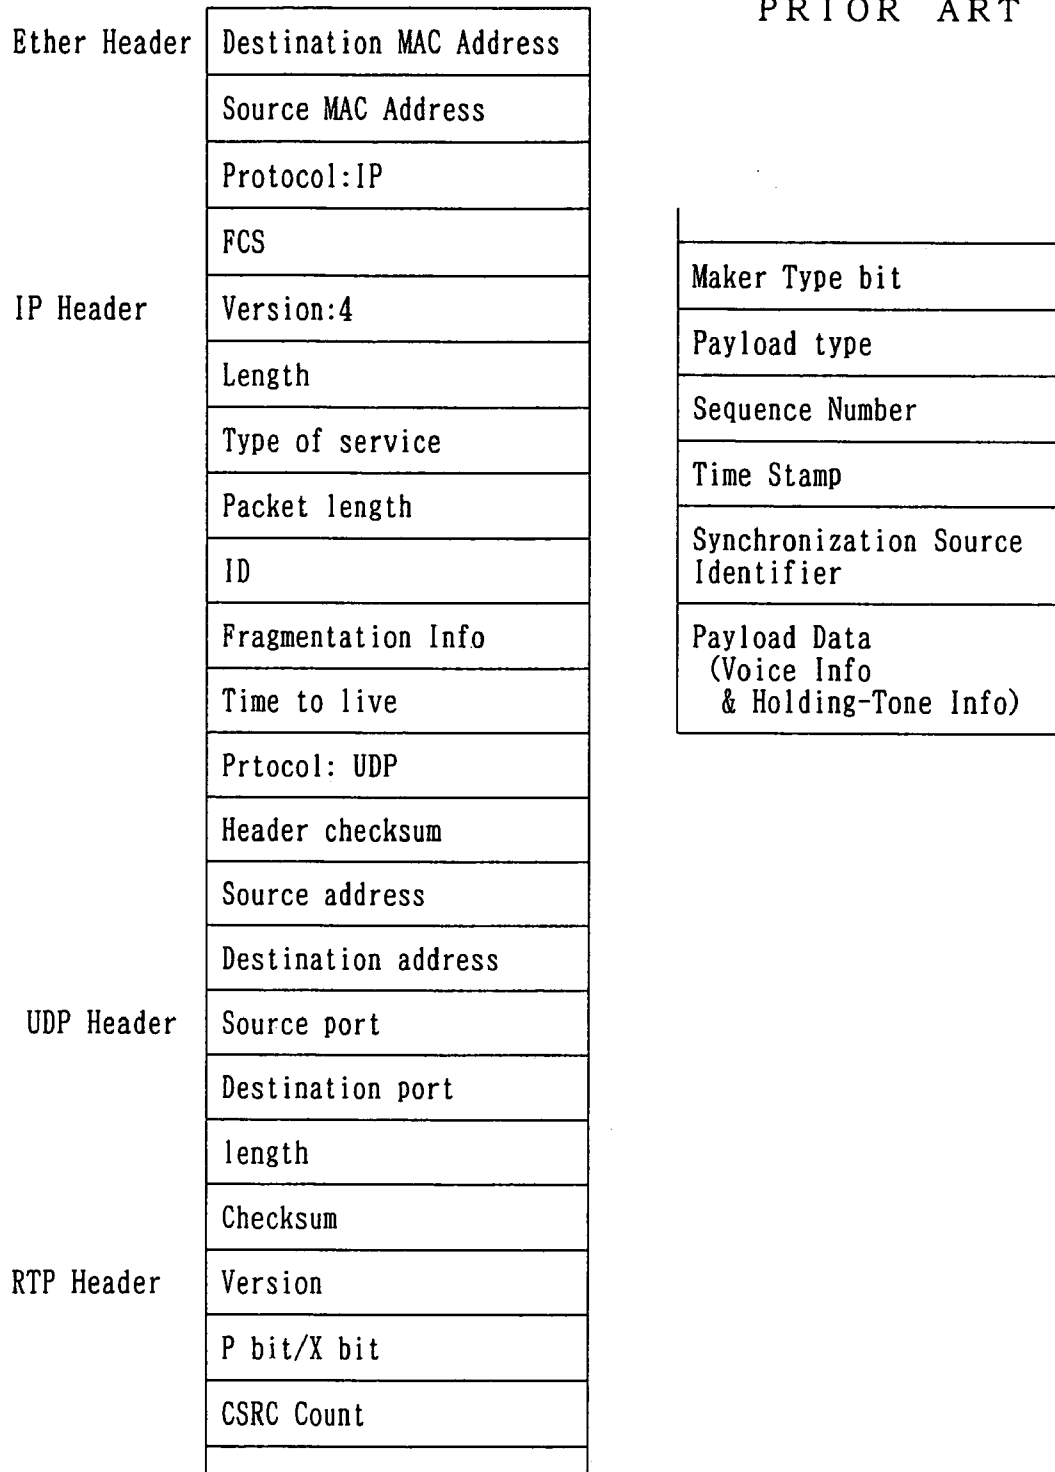 PRIOR ART
Ether Header
Destination MAC Address
Source MAC Address
Protocol:IP
FCS
IP Header
Version:4
Length
Type of service
Packet length
ID
Fragmentation Info
Time to live
Prtocol: UDP
Header checksum
Source address
Destination address
UDP Header
Source port
Destination port
length
Checksum
RTP Header
Version
P bit/X bit
CSRC Count
Maker Type bit
Payload type
Sequence Number
Time Stamp
Synchronization Source
Identifier
Payload Data
(Voice Info
& Holding-Tone Info)